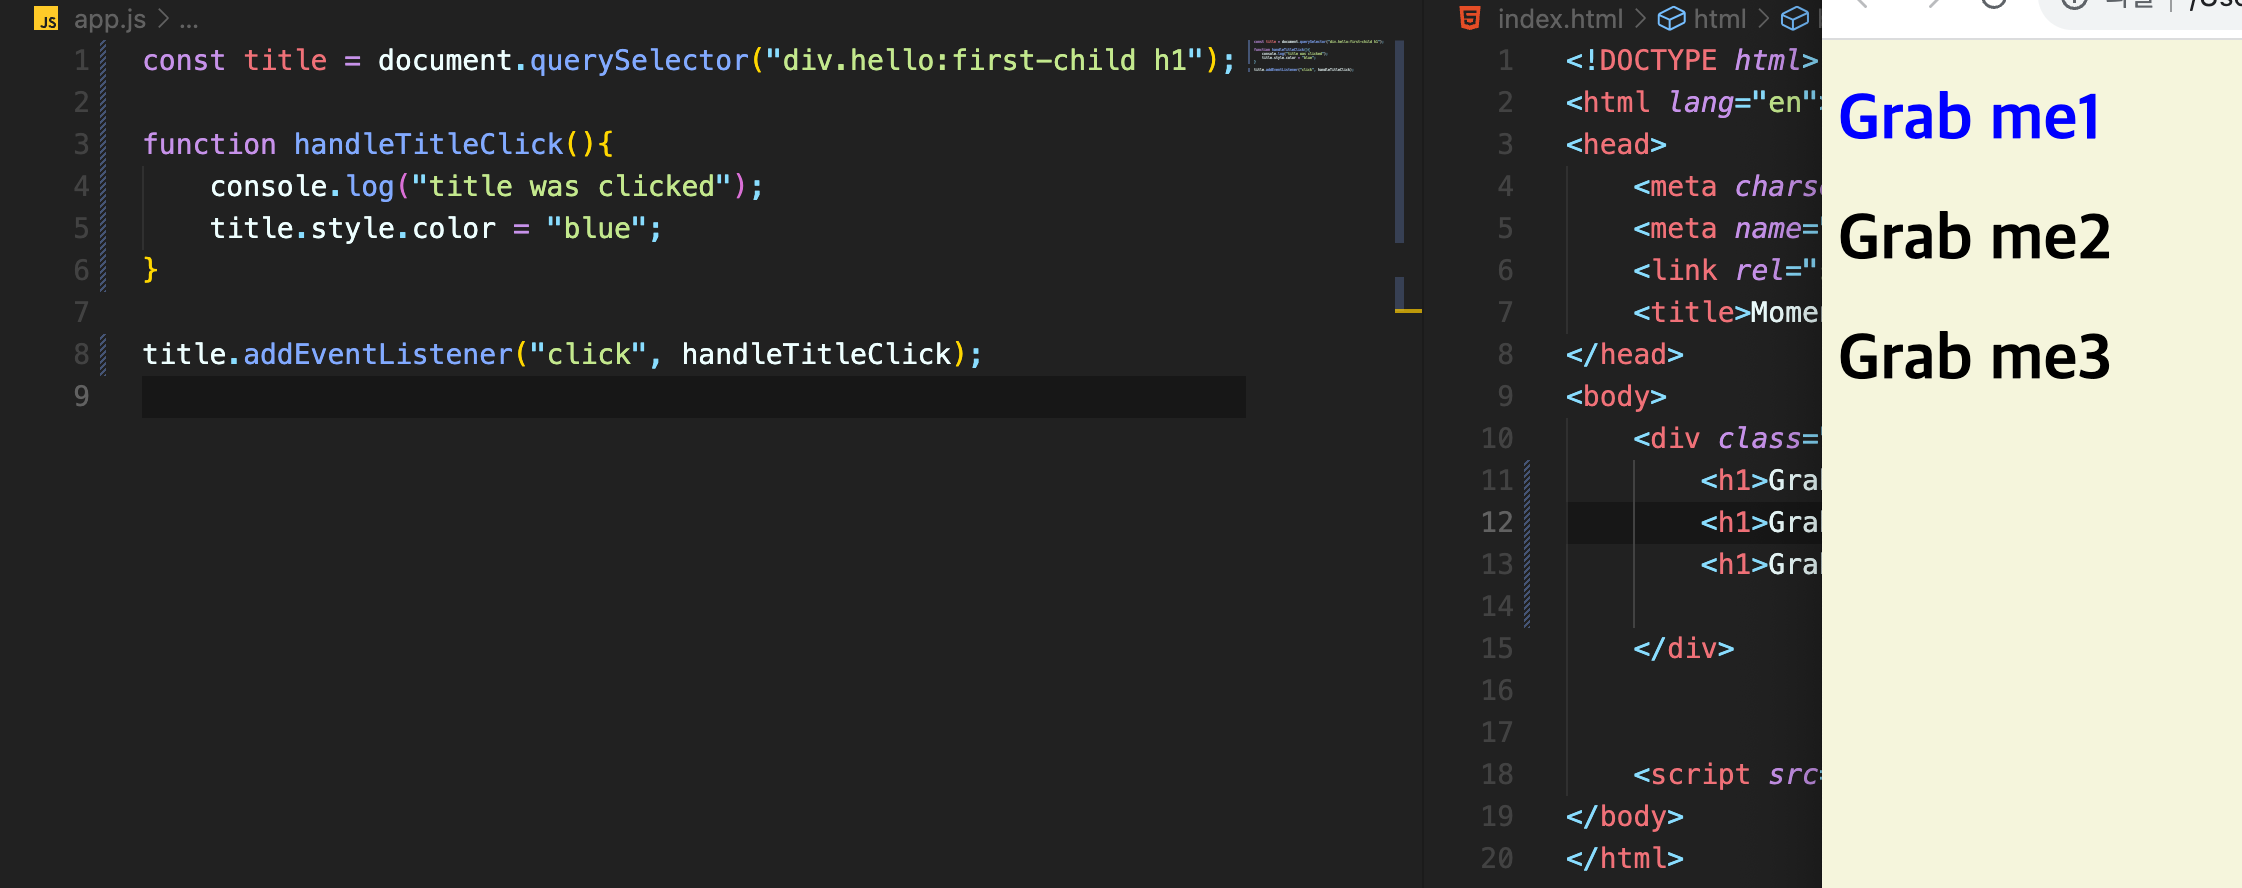 JS app.js > ...
1 const title = document.querySelector("div.hello:first-child h1");
2
3 function handleTitleClick(){
4 console.log("title was clicked");
5 title.style.color = "blue";
6 }
7
8 title.addEventListener("click", handleTitleClick);
9
index.html > html >
1 <!DOCTYPE html>
2 <html lang="en"
3 <head>
4 <meta chars
5 <meta name="
6 <link rel="
7 <title>Mome
8 </head>
9 <body>
10 <div class=
11 <h1>Gra
12 <h1>Gra
13 <h1>Gra
14
15 </div>
16
17
18 <script src
19 </body>
20 </html>
Grab me1
Grab me2
Grab me3